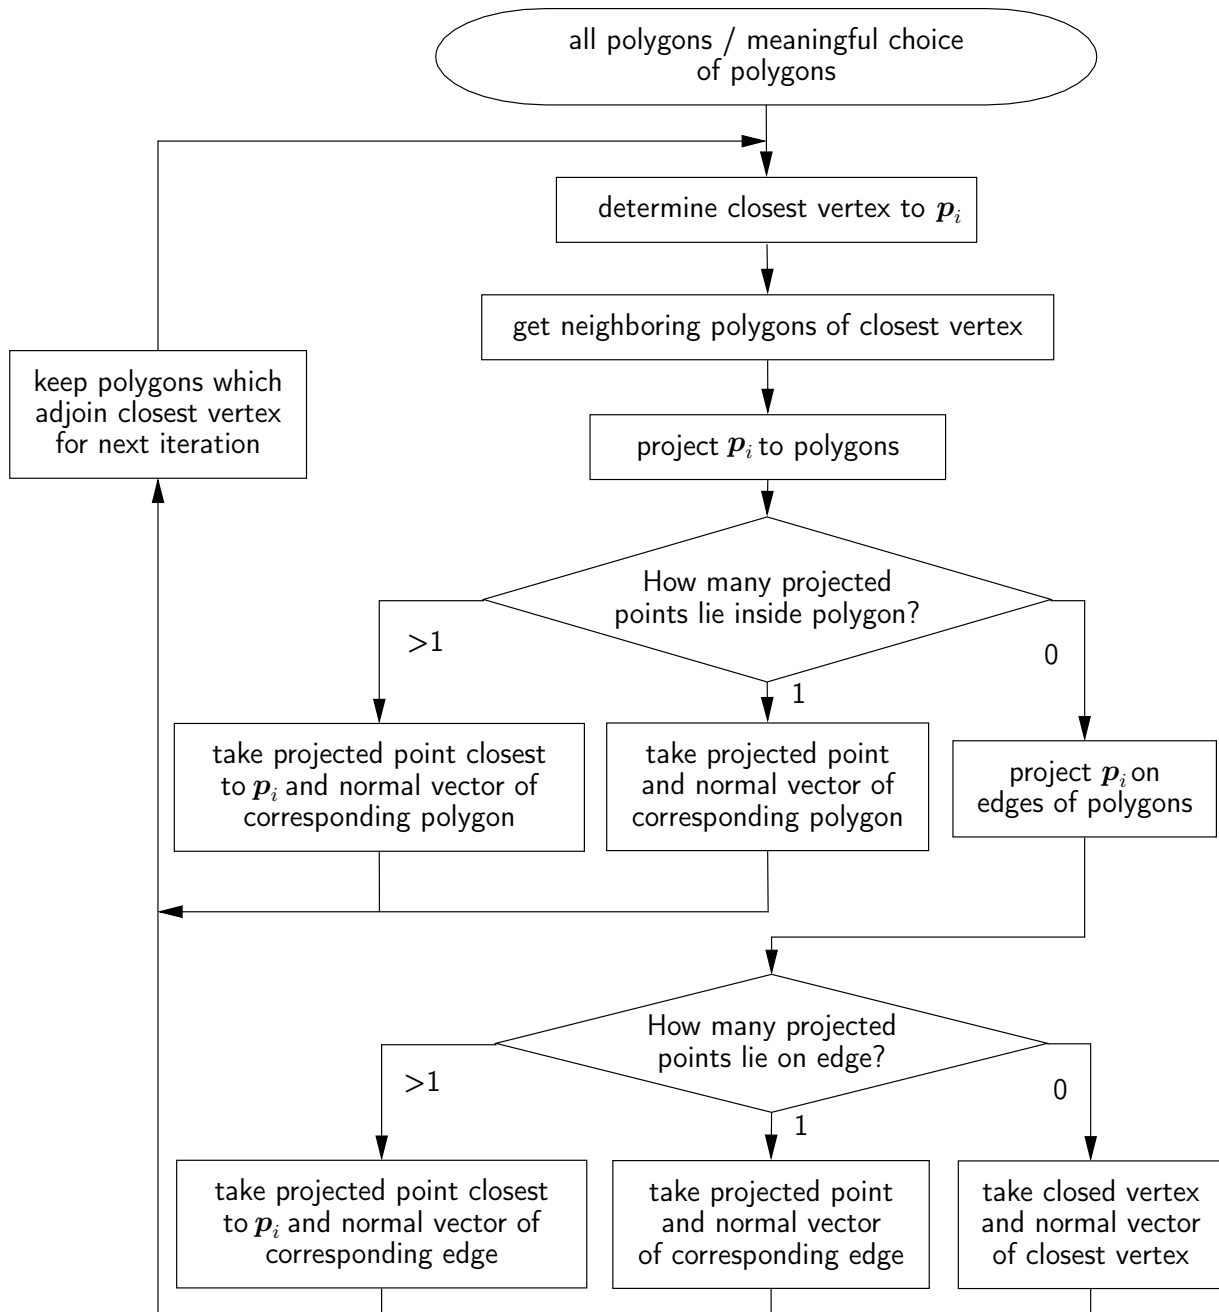 all polygons / meaningful choice
of polygons
determine closest vertex to pᵢ
get neighboring polygons of closest vertex
keep polygons which
adjoin closest vertex
for next iteration
project pᵢ to polygons
How many projected
points lie inside polygon?
>1
1
0
take projected point closest
to pᵢ and normal vector of
corresponding polygon
take projected point
and normal vector of
corresponding polygon
project pᵢ on
edges of polygons
How many projected
points lie on edge?
>1
1
0
take projected point closest
to pᵢ and normal vector of
corresponding edge
take projected point
and normal vector
of corresponding edge
take closed vertex
and normal vector
of closest vertex